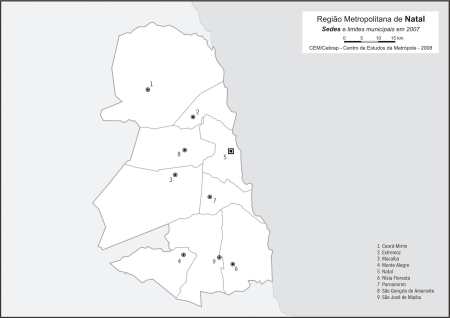 Região Metropolitana de Natal
Sedes e limites municipais em 2007
0 5 10 15 km
CEM/Cebrap - Centro de Estudos da Metrópole - 2008
1
2
8
5
3
7
4
9
6
1 Ceará-Mirim
2 Extremoz
3 Macaíba
4 Monte Alegre
5 Natal
6 Nísia Floresta
7 Parnamirim
8 São Gonçalo do Amarante
9 São José de Mipibu